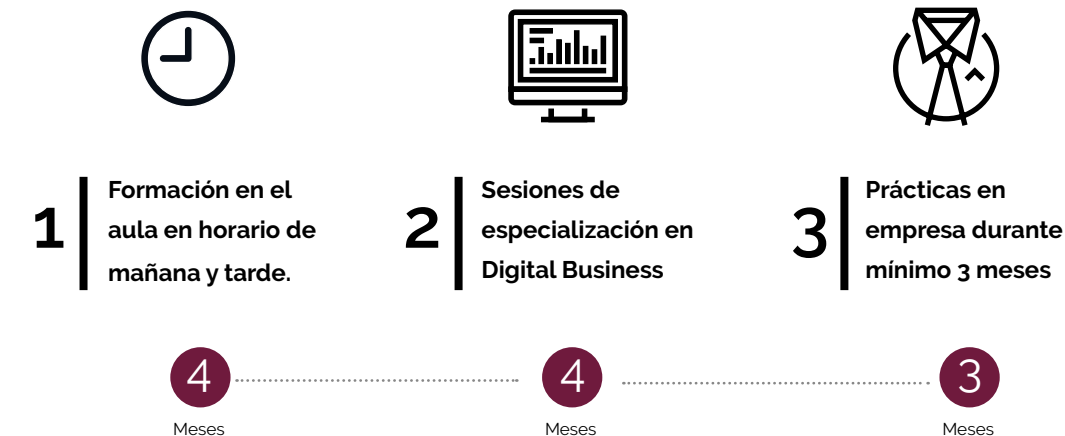 1
Formación en el
aula en horario de
mañana y tarde.
2
Sesiones de
especialización en
Digital Business
3
Prácticas en
empresa durante
mínimo 3 meses
4
Meses
4
Meses
3
Meses